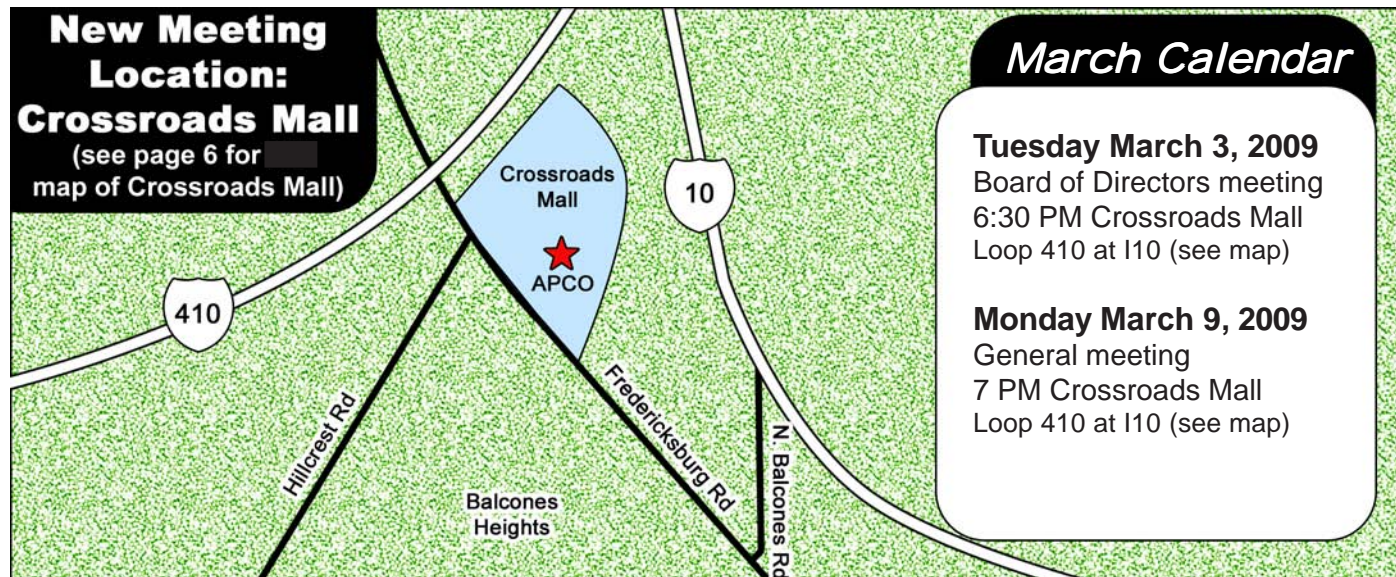 New Meeting
Location:
Crossroads Mall
(see page 6 for
map of Crossroads Mall)
Crossroads
Mall
APCO
10
410
Hillcrest Rd
Fredericksburg Rd
N. Balcones Rd
Balcones
Heights
March Calendar
Tuesday March 3, 2009
Board of Directors meeting
6:30 PM Crossroads Mall
Loop 410 at I10 (see map)
Monday March 9, 2009
General meeting
7 PM Crossroads Mall
Loop 410 at I10 (see map)